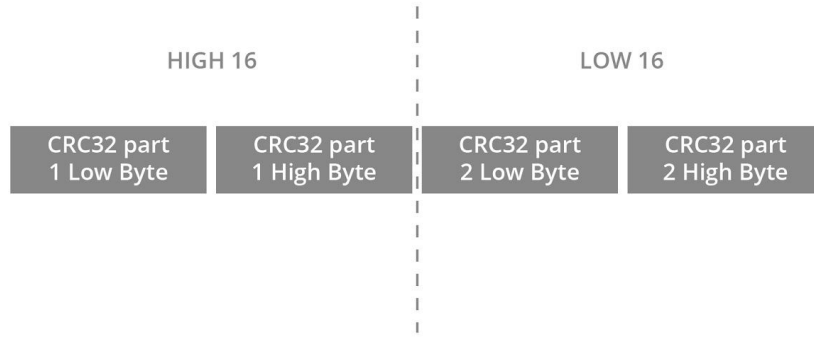 HIGH 16
LOW 16
CRC32 part
1 Low Byte
CRC32 part
1 High Byte
CRC32 part
2 Low Byte
CRC32 part
2 High Byte